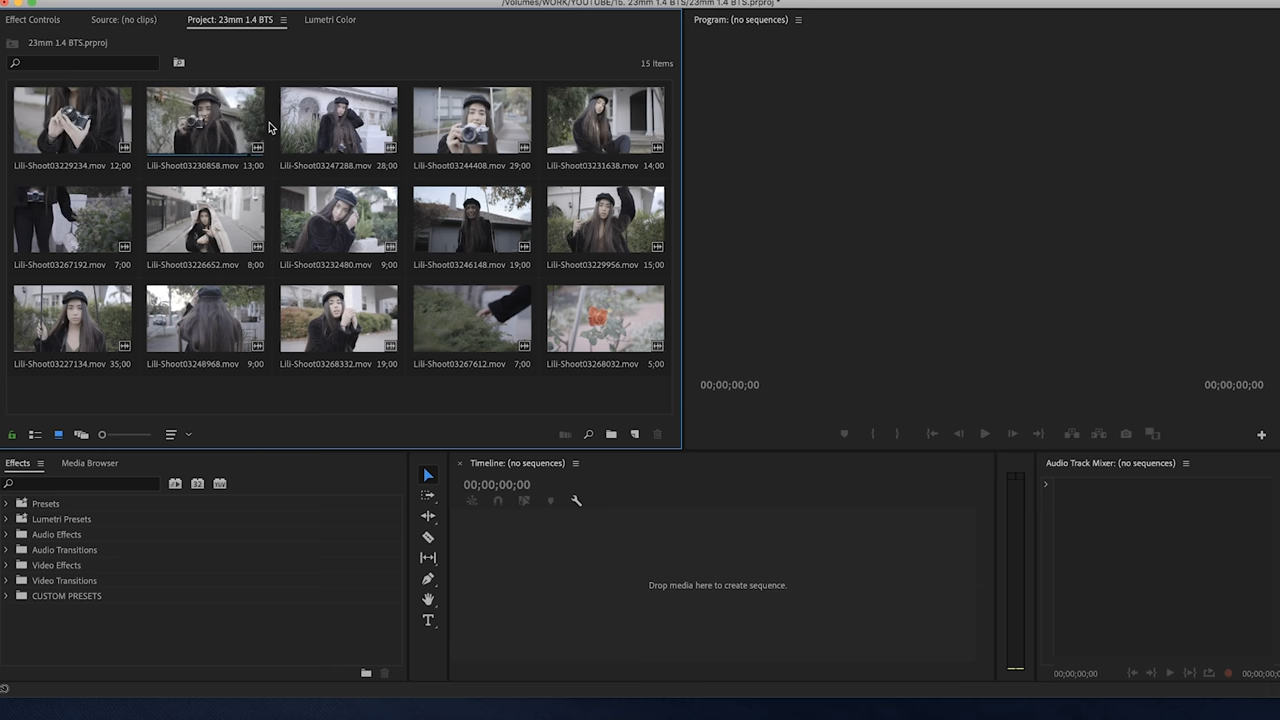 /Volumes/WORK/YOUTUBE/15. 23mm 1.4 BTS/23mm 1.4 BTS.prproj *
Effect Controls
Source: (no clips)
Project: 23mm 1.4 BTS
Lumetri Color
Program: (no sequences)
23mm 1.4 BTS.prproj
15 Items
Lili-Shoot03229234.mov 12;00
Lili-Shoot03230858.mov 13;00
Lili-Shoot03247288.mov 28;00
Lili-Shoot03244408.mov 29;00
Lili-Shoot03231638.mov 14;00
Lili-Shoot03267192.mov 7;00
Lili-Shoot03226652.mov 8;00
Lili-Shoot03232480.mov 9;00
Lili-Shoot03246148.mov 19;00
Lili-Shoot03229956.mov 15;00
Lili-Shoot03227134.mov 35;00
Lili-Shoot03248968.mov 9;00
Lili-Shoot03268332.mov 19;00
Lili-Shoot03267612.mov 7;00
Lili-Shoot03268032.mov 5;00
00;00;00;00
00;00;00;00
Effects
Media Browser
Timeline: (no sequences)
Audio Track Mixer: (no sequences)
00;00;00;00
32
YUV
Presets
Lumetri Presets
Audio Effects
Audio Transitions
Video Effects
Video Transitions
CUSTOM PRESETS
T
Drop media here to create sequence.
00;00;00;00
00;00;00;0